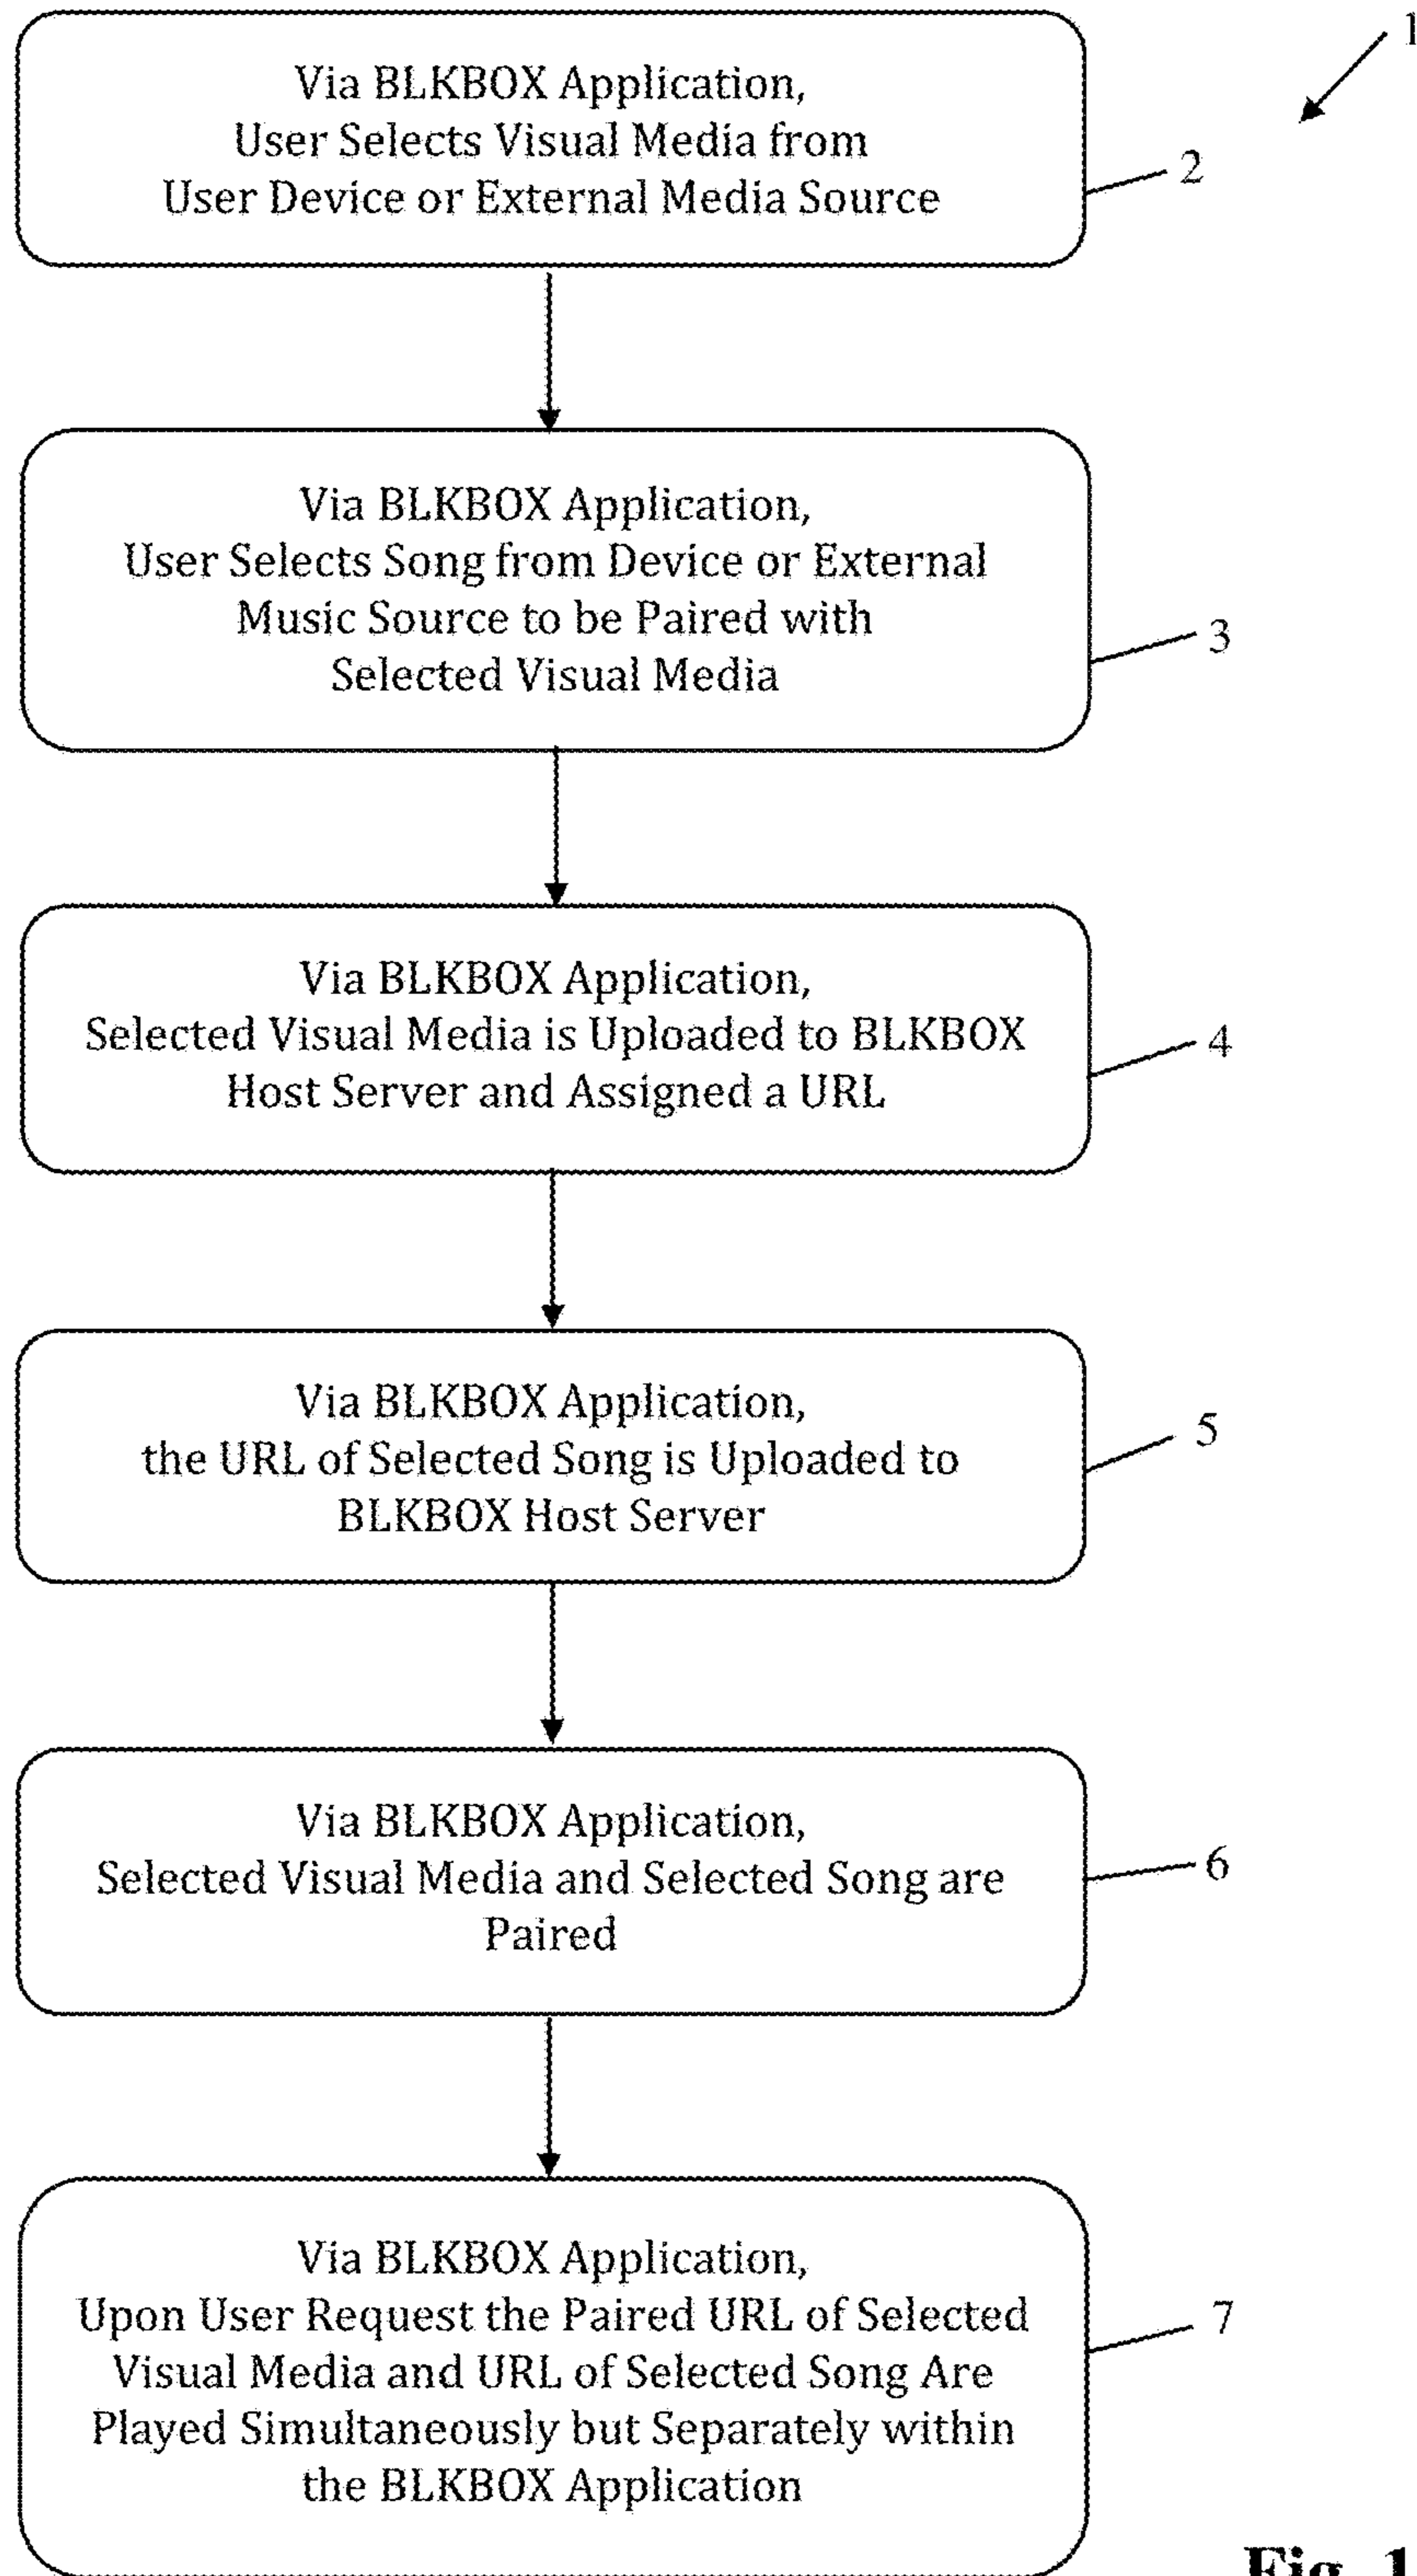 1
Via BLKBOX Application,
User Selects Visual Media from
User Device or External Media Source
2
Via BLKBOX Application,
User Selects Song from Device or External
Music Source to be Paired with
Selected Visual Media
3
Via BLKBOX Application,
Selected Visual Media is Uploaded to BLKBOX
Host Server and Assigned a URL
4
Via BLKBOX Application,
the URL of Selected Song is Uploaded to
BLKBOX Host Server
5
Via BLKBOX Application,
Selected Visual Media and Selected Song are
Paired
6
Via BLKBOX Application,
Upon User Request the Paired URL of Selected
Visual Media and URL of Selected Song Are
Played Simultaneously but Separately within
the BLKBOX Application
7
Fig. 1